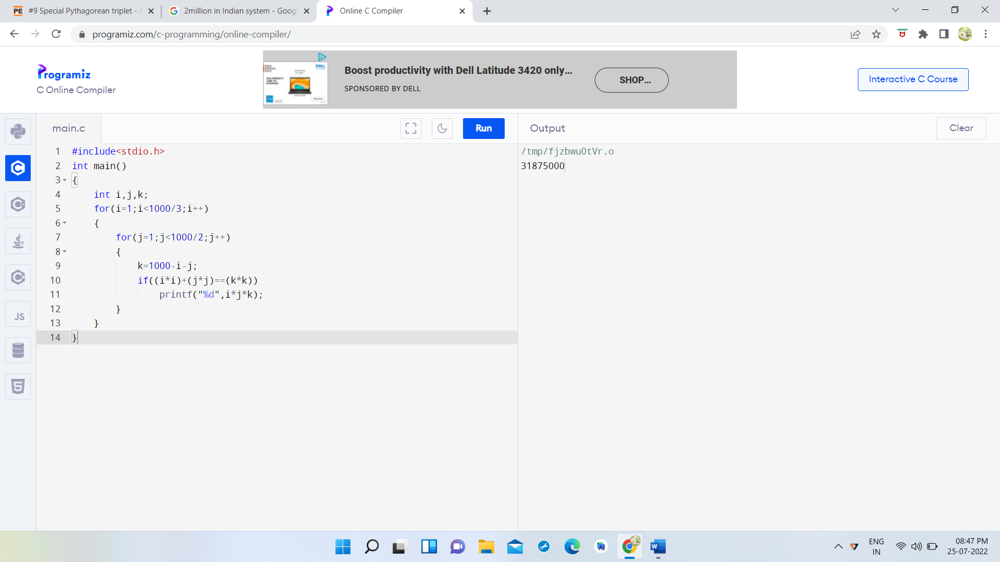 #9 Special Pythagorean triplet -
2million in Indian system - Goog
Online C Compiler
programiz.com/c-programming/online-compiler/
Programiz
C Online Compiler
DELL
Boost productivity with Dell Latitude 3420 only...
SPONSORED BY DELL
SHOP...
Interactive C Course
main.c
Run
Output
Clear
1 #include<stdio.h>
2 int main()
3 {
4 int i,j,k;
5 for(i=1;i<1000/3;i++)
6 {
7 for(j=1;j<1000/2;j++)
8 {
9 k=1000-i-j;
10 if((i*i)+(j*j)==(k*k))
11 printf("%d",i*j*k);
12 }
13 }
14 }
/tmp/fjzbwu0tVr.o
31875000
JS
ENG
IN
08:47 PM
25-07-2022